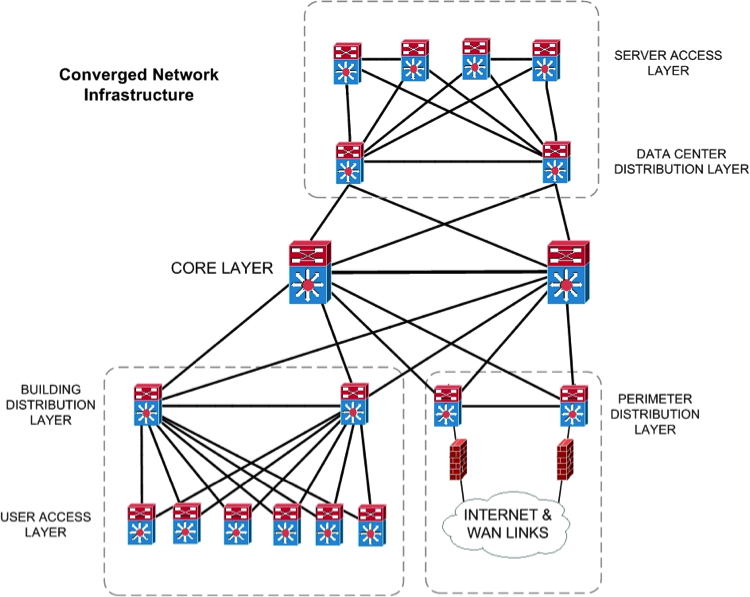 Converged Network
Infrastructure
SERVER ACCESS
LAYER
DATA CENTER
DISTRIBUTION LAYER
CORE LAYER
BUILDING
DISTRIBUTION
LAYER
PERIMETER
DISTRIBUTION
LAYER
USER ACCESS
LAYER
INTERNET &
WAN LINKS